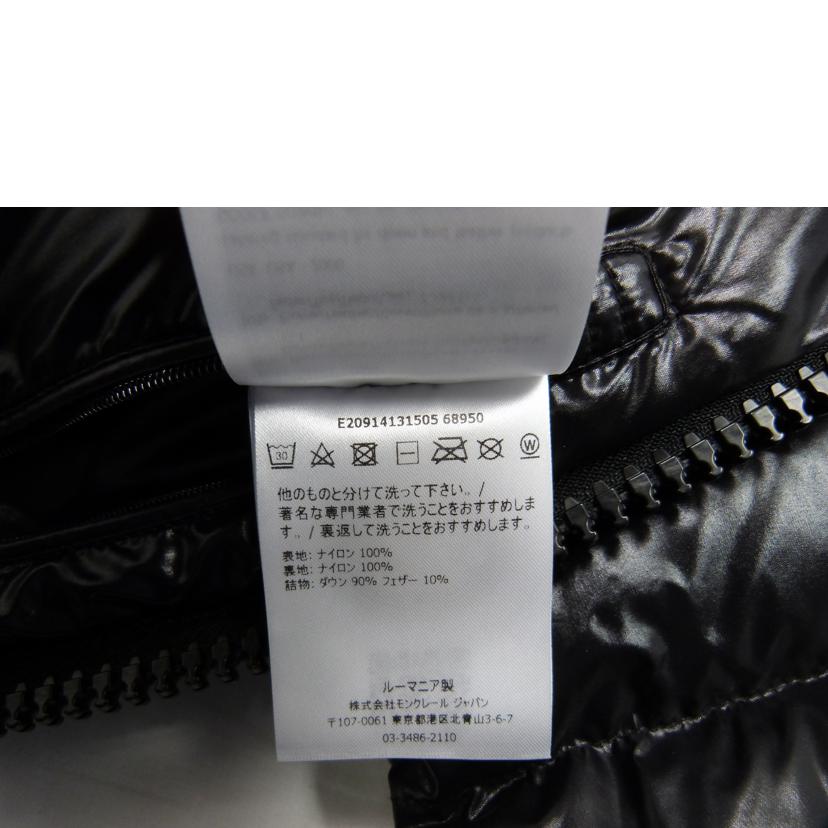 E20914131505 68950
30
W
他のものと分けて洗って下さい。/
著名な専門業者で洗うことをおすすめしま
す。. / 裏返して洗うことをおすすめします。.
表地: ナイロン 100%
裏地: ナイロン 100%
詰物: ダウン 90% フェザー 10%
ルーマニア製
株式会社モンクレール ジャパン
〒107-0061 東京都港区北青山3-6-7
03-3486-2110